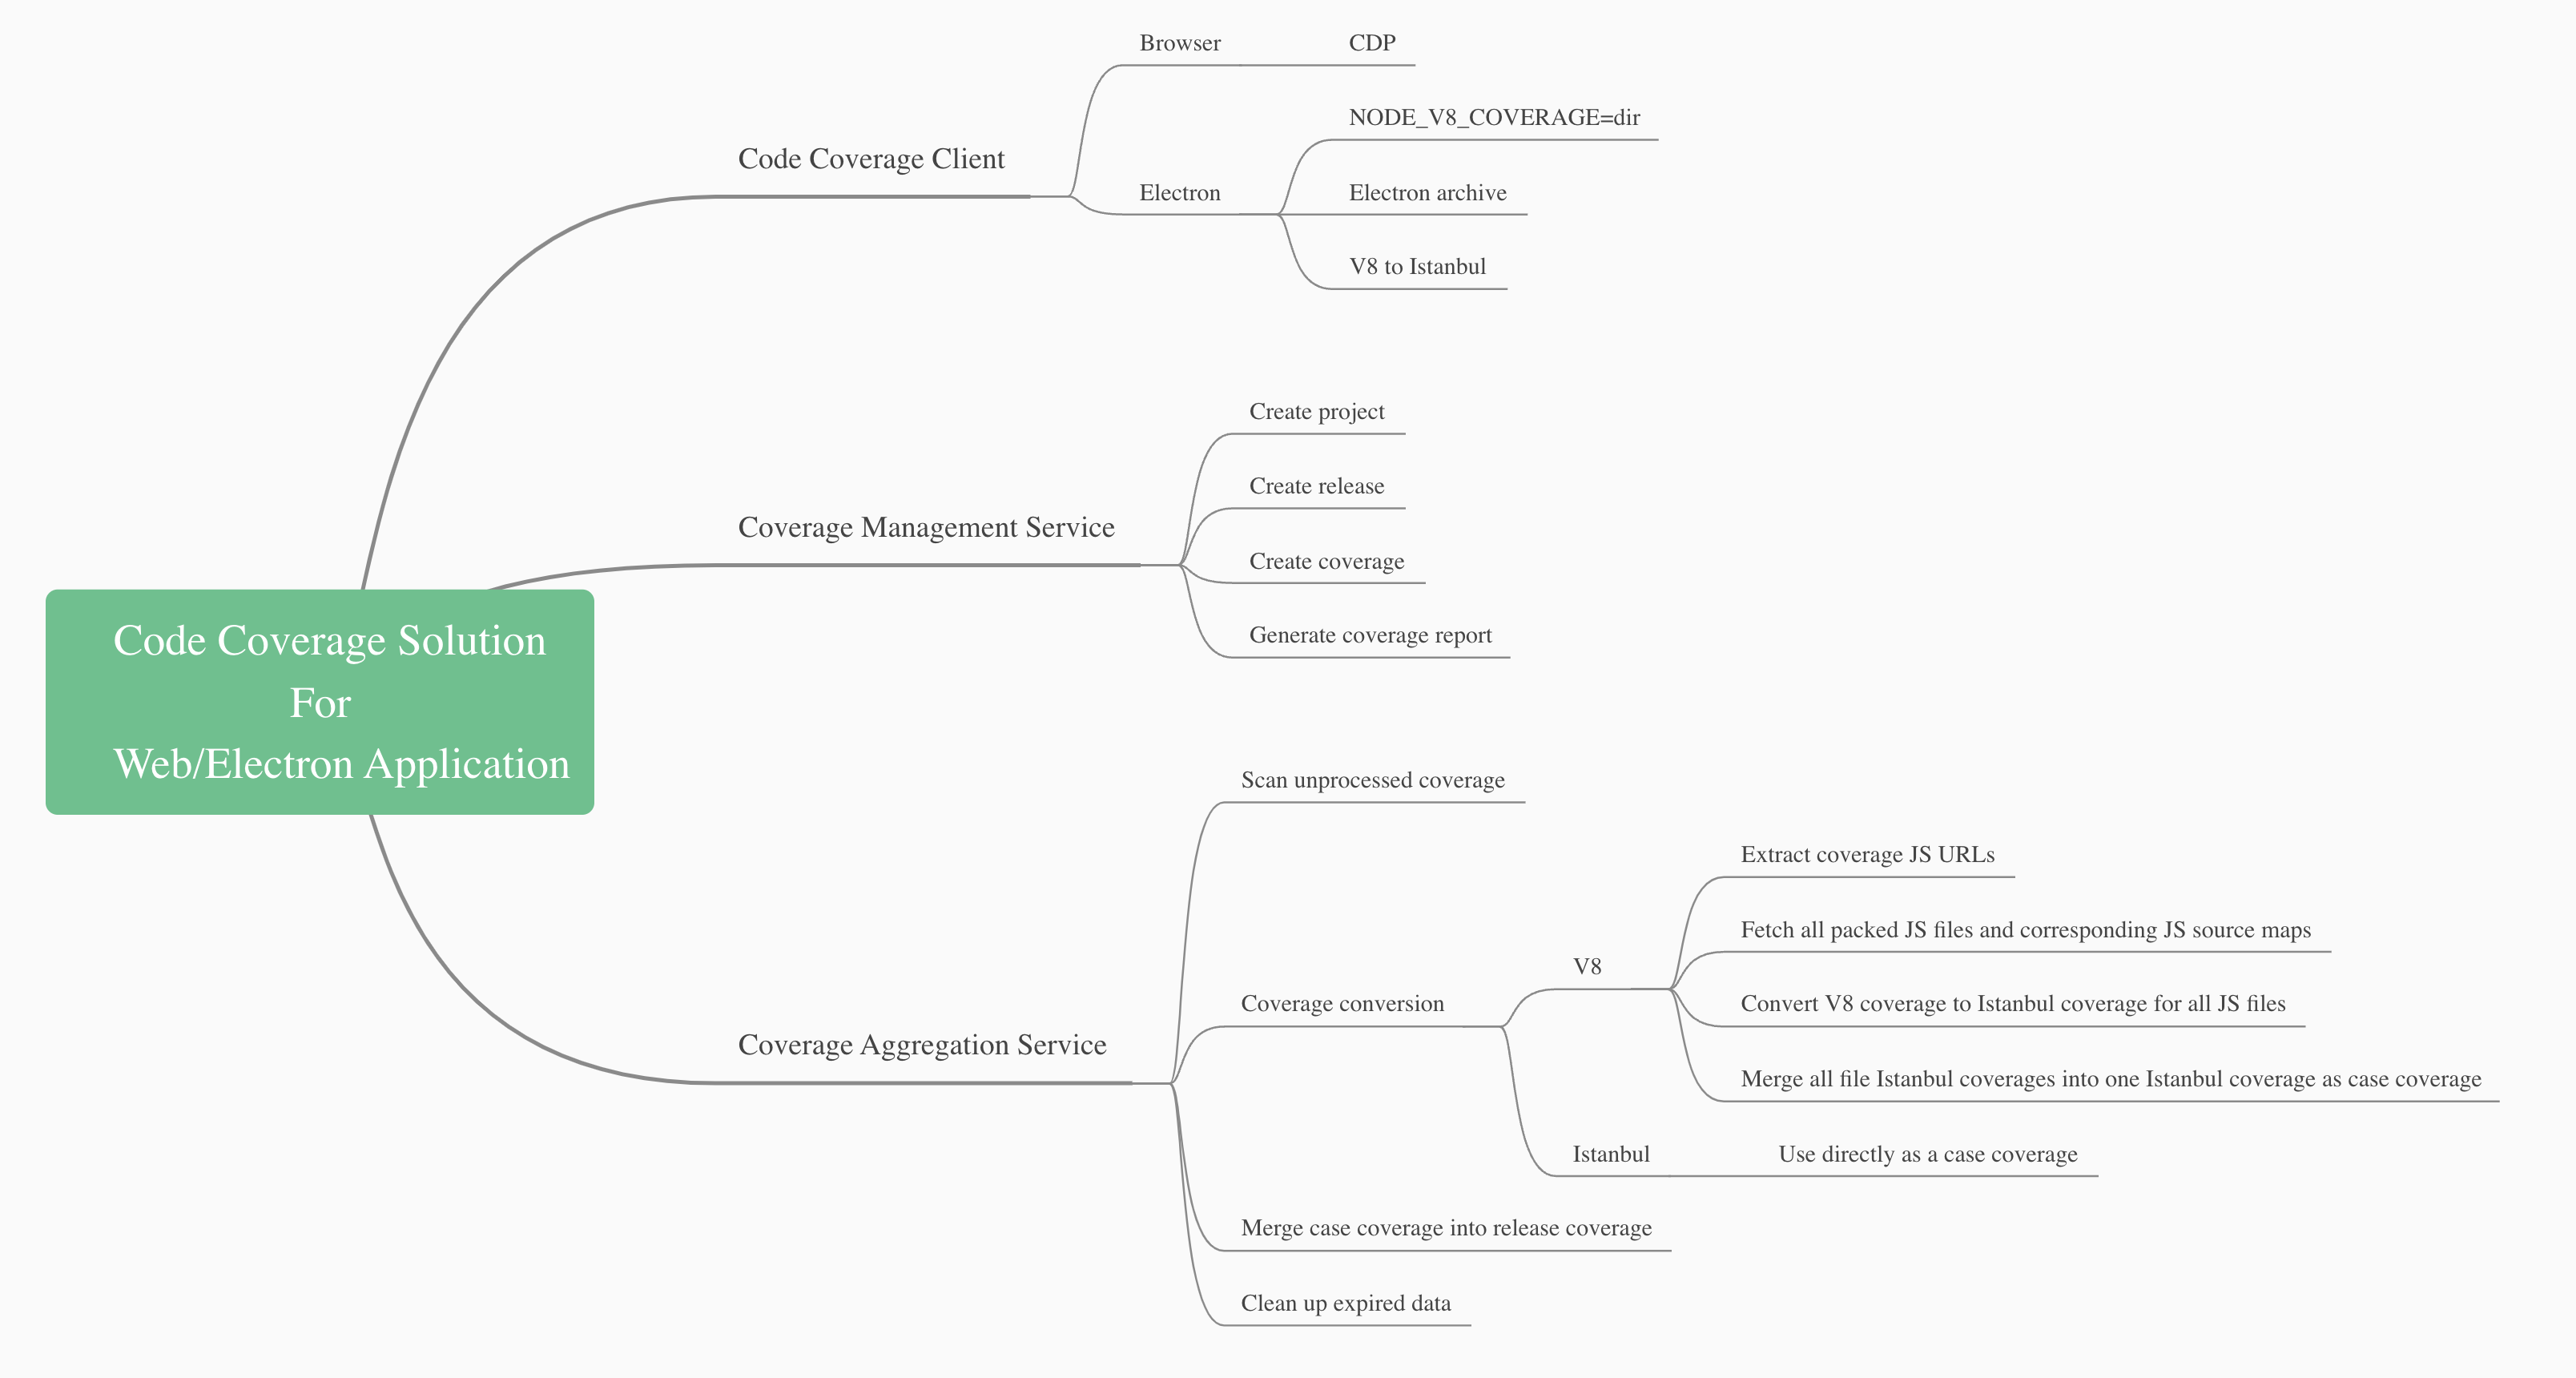 Browser
CDP
NODE_V8_COVERAGE=dir
Code Coverage Client
Electron
Electron archive
V8 to Istanbul
Create project
Create release
Coverage Management Service
Create coverage
Generate coverage report
Code Coverage Solution
For
Web/Electron Application
Scan unprocessed coverage
Extract coverage JS URLs
Fetch all packed JS files and corresponding JS source maps
V8
Coverage conversion
Convert V8 coverage to Istanbul coverage for all JS files
Coverage Aggregation Service
Merge all file Istanbul coverages into one Istanbul coverage as case coverage
Istanbul
Use directly as a case coverage
Merge case coverage into release coverage
Clean up expired data